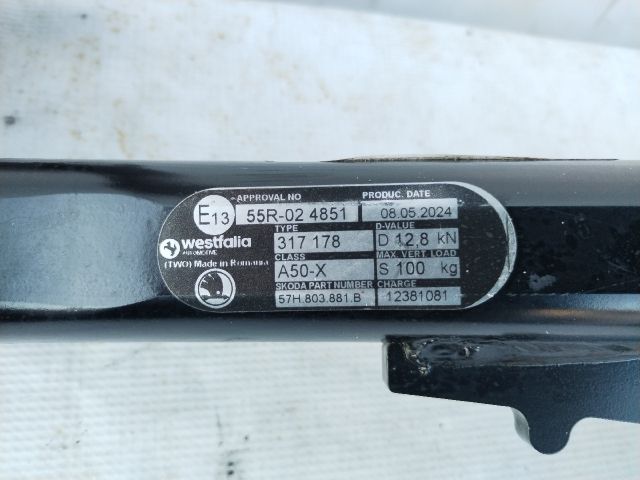 APPROVAL NO PRODUC. DATE
E13 55R-02 4851 08.05.2024
TYPE D-VALUE
westfalia 317 178 D 12,8 kN
AUTOMOTIVE
CLASS MAX. VERT. LOAD
(TWO) Made in Romania A50-X S 100 kg
SKODA PART NUMBER CHARGE
57H.803.881.B 12381081